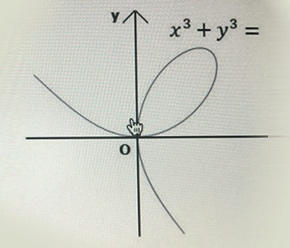 y
x³ + y³ =
O